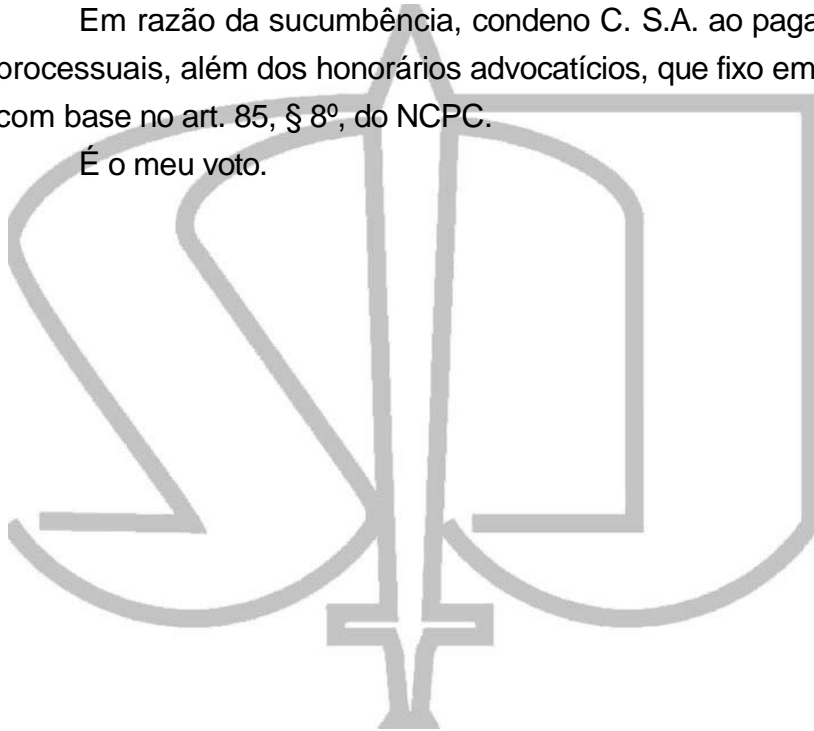 Em razão da sucumbência, condeno C. S.A. ao paga
processuais, além dos honorários advocatícios, que fixo em
com base no art. 85, § 8º, do NCPC.
É o meu voto.